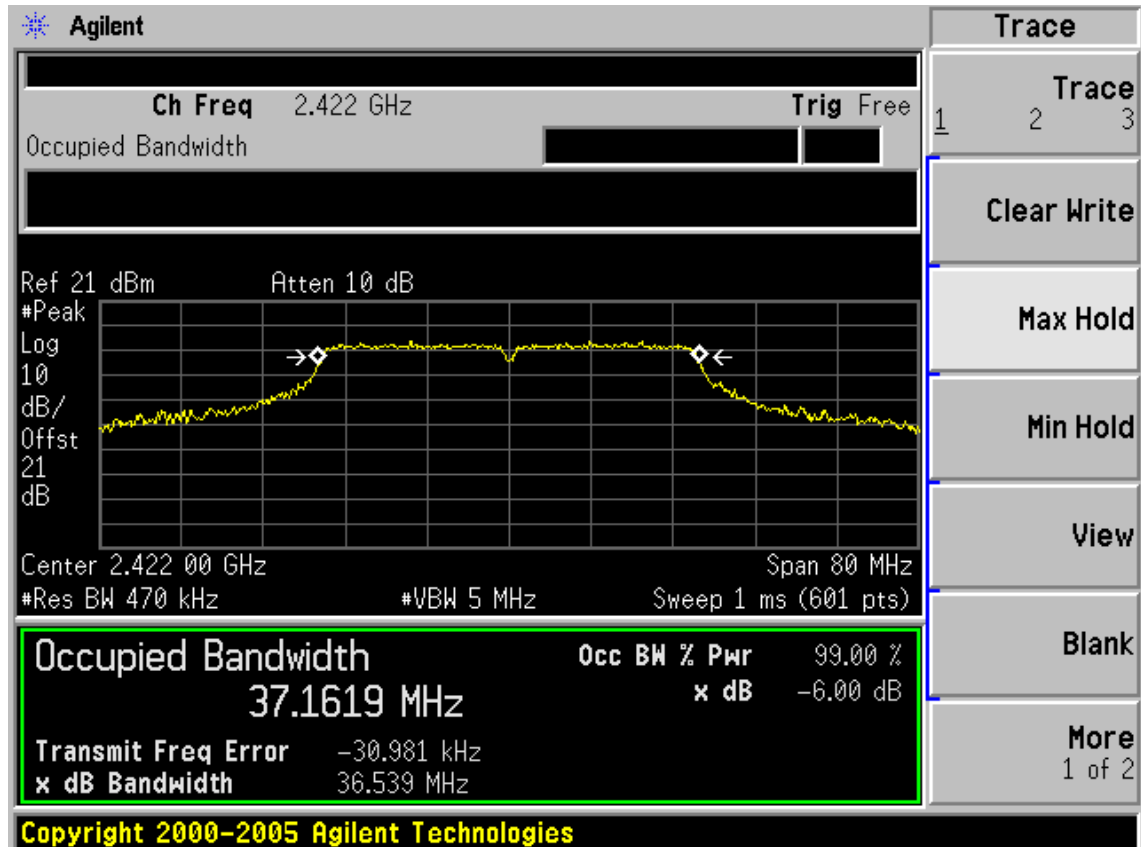 Agilent
Ch Freq 2.422 GHz Trig Free
Occupied Bandwidth
Ref 21 dBm Atten 10 dB
#Peak
Log
10
dB/
Offst
21
dB
Center 2.422 00 GHz Span 80 MHz
#Res BW 470 kHz #VBW 5 MHz Sweep 1 ms (601 pts)
Occupied Bandwidth
37.1619 MHz
Occ BW % Pwr 99.00 %
x dB -6.00 dB
Transmit Freq Error -30.981 kHz
x dB Bandwidth 36.539 MHz
Copyright 2000-2005 Agilent Technologies
Trace
Trace
1 2 3
Clear Write
Max Hold
Min Hold
View
Blank
More
1 of 2